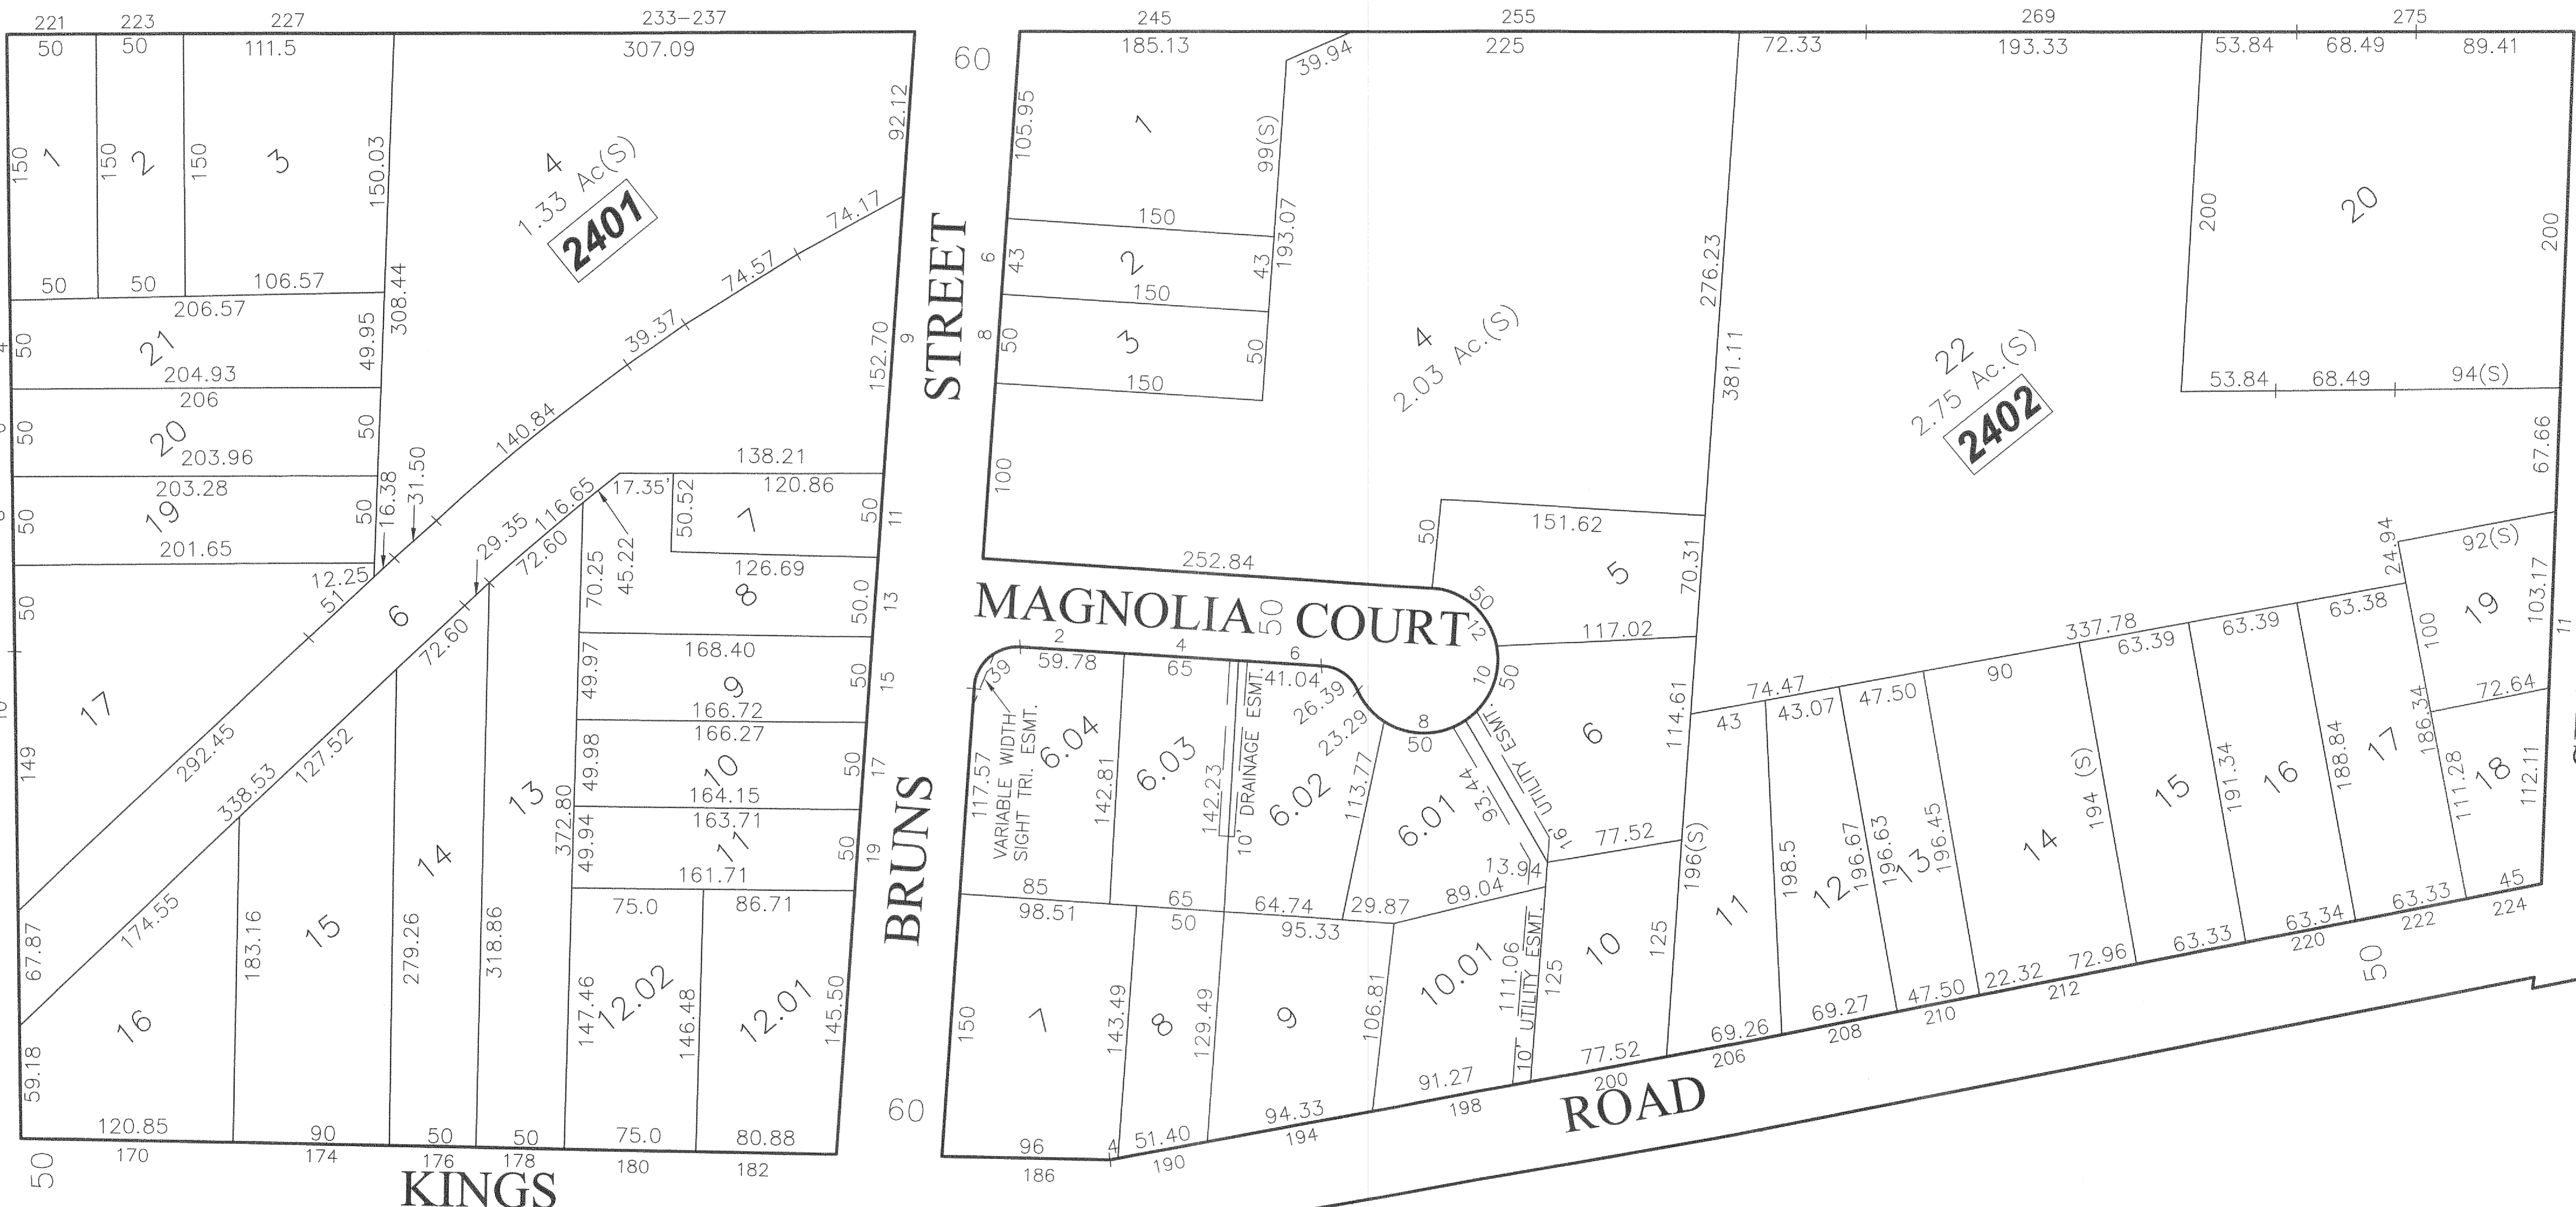 221 223 227 233-237 245 255 269 275
50 50 111.5 307.09 60 185.13 39.94 225 72.33 193.33 53.84 68.49 89.41
150 1 150 2 150 3 150.03 4 92.12
1.33 Ac(S)
2401
105.95 1 99(S)
150
6 43 2 43 193.07
150
8 50 3 50
150
100
4
2.03 Ac.(S)
276.23
381.11
22
2.75 Ac.(S)
2402
200 20 200
53.84 68.49 94(S)
67.66
50 50 106.57
206.57
50 21 49.95 308.44
204.93
206
50 20 50
203.96
203.28
50 19 50 16.38 31.50
201.65
74.17
74.57
39.37
140.84
152.70 9
STREET
138.21
17.35' 120.86
50.52 7 50 11
126.69
8 50.0 13
70.25 45.22
116.65
29.35
72.60
12.25
51
6
72.60
50
17
149
292.45
338.53
127.52
174.55
67.87
59.18
16
183.16
15
279.26
14
318.86
13
372.80
49.97 168.40
9 50 15
166.72
49.98 166.27
10 50 17
164.15
49.94 163.71
11 50 19
161.71
75.0 86.71
147.46 12.02 146.48 12.01 145.50
120.85 90 50 50 75.0 80.88
170 174 176 178 180 182
50
KINGS
BRUNS
60
252.84
MAGNOLIA 50 COURT
50
151.62
5 70.31
50
12
117.02
10 50
6 114.61
77.52
2 4 6
39 59.78 65 41.04
26.39
23.29
8
50
117.57
VARIABLE WIDTH
SIGHT TRI. ESMT.
6.04
142.81
6.03
142.23
10' DRAINAGE ESMT.
6.02
113.77
6.01
93.44
16' UTILITY ESMT.
13.94
85 65 64.74 29.87 89.04
98.51 50 95.33
150 7 143.49 8 129.49 9 106.81 10.01 111.06
10' UTILITY ESMT.
125 10 125
96 4 51.40 94.33 91.27 77.52
186 190 194 198 200
196(S)
11
198.5
12
196.67
196.63
13
196.45
14
194 (S)
15
191.34
16
188.84
17
186.34
111.28
18
112.11
43 74.47 43.07 47.50 90 337.78 63.39 63.39 63.38
24.94
92(S)
100 19 103.17
11
72.64
69.26 69.27 47.50 22.32 72.96 63.33 63.34 63.33 45
206 208 210 212 220 222 224
50
ROAD